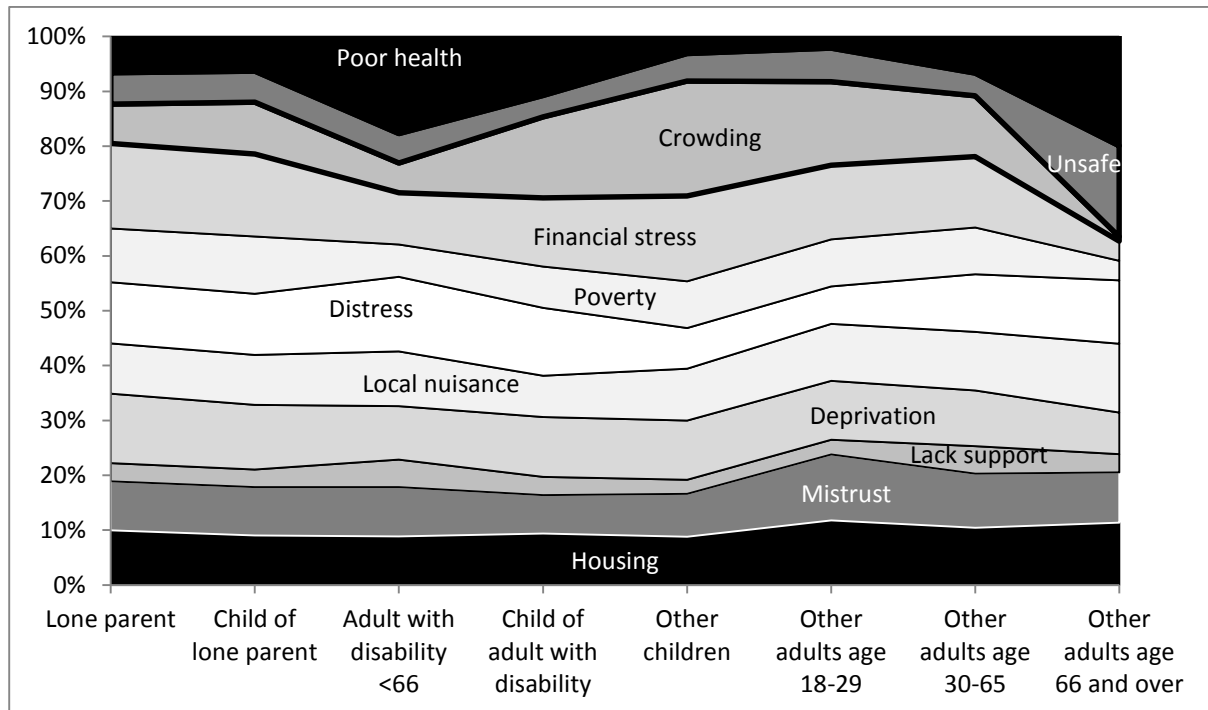 100%
90%
80%
70%
60%
50%
40%
30%
20%
10%
0%
Poor health
Crowding
Unsafe
Financial stress
Poverty
Distress
Local nuisance
Deprivation
Lack support
Mistrust
Housing
Lone parent
Child of
lone parent
Adult with
disability
<66
Child of
adult with
disability
Other
children
Other
adults age
18-29
Other
adults age
30-65
Other
adults age
66 and over